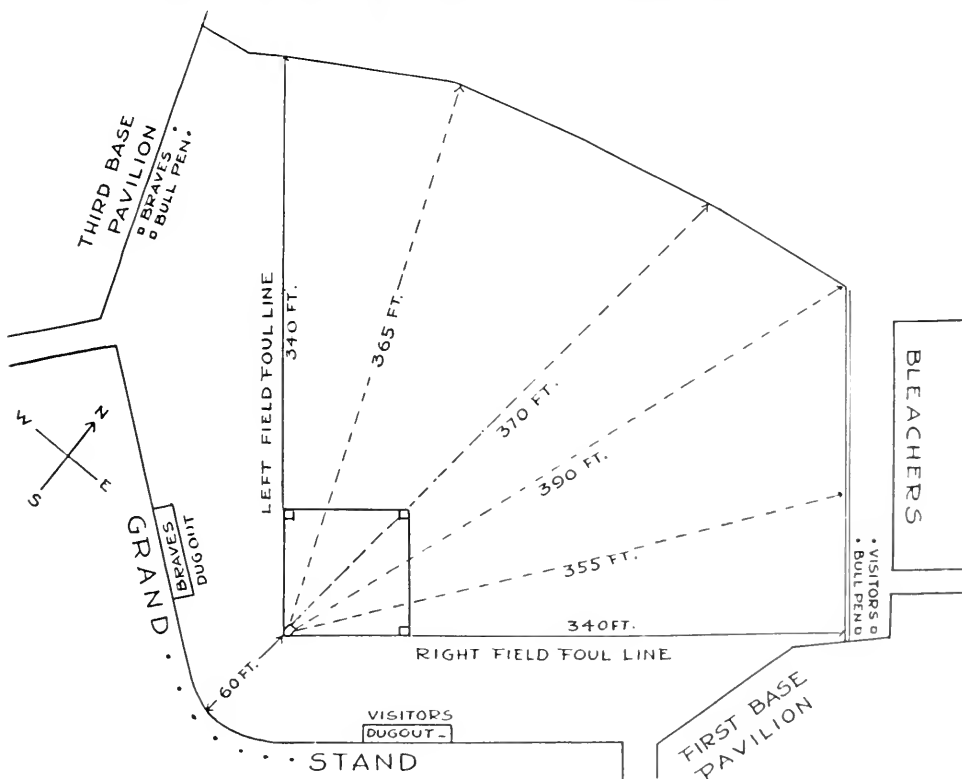 THIRD BASE
PAVILION
BRAVES
BULL PEN
LEFT FIELD FOUL LINE
340 FT.
365 FT.
370 FT.
390 FT.
355 FT.
340 FT.
RIGHT FIELD FOUL LINE
60 FT.
W
N
S
E
GRAND
BRAVES
DUGOUT
BLEACHERS
VISITORS
BULL PEN
VISITORS
DUGOUT
STAND
FIRST BASE
PAVILION